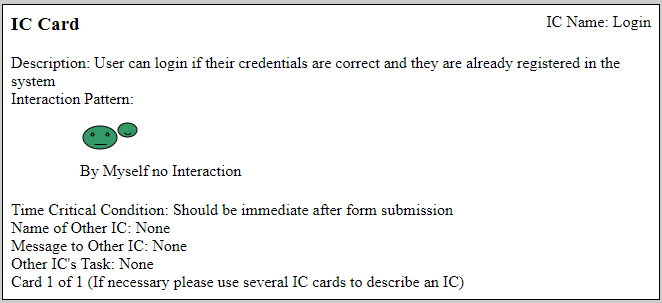 IC Card
IC Name: Login
Description: User can login if their credentials are correct and they are already registered in the
system
Interaction Pattern:
By Myself no Interaction
Time Critical Condition: Should be immediate after form submission
Name of Other IC: None
Message to Other IC: None
Other IC's Task: None
Card 1 of 1 (If necessary please use several IC cards to describe an IC)